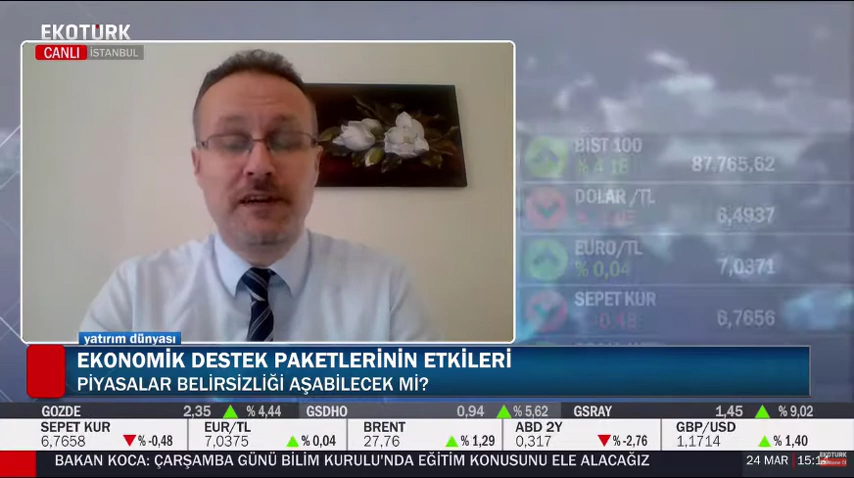 EKOTÜRK
CANLI İSTANBUL
BİST 100
87.765,62
DOLAR/TL
6,4937
EURO/TL
% 0,04
7,0371
SEPET KUR
6,7656
yatırım dünyası
EKONOMİK DESTEK PAKETLERİNİN ETKİLERİ
PİYASALAR BELİRSİZLİĞİ AŞABİLECEK Mİ?
GOZDE 2,35 % 4,44 GSDHO 0,94 % 5,62 GSRAY 1,45 % 9,02
SEPET KUR EUR/TL BRENT ABD 2Y GBP/USD
6,7658 % -0,48 7,0375 % 0,04 27,76 % 1,29 0,317 % -2,76 1,1714 % 1,40
BAKAN KOCA: ÇARŞAMBA GÜNÜ BİLİM KURULU'NDA EĞİTİM KONUSUNU ELE ALACAĞIZ 24 MAR
EKOTÜRK